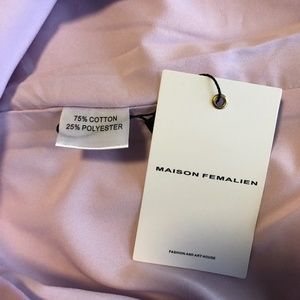 75% COTTON
25% POLYESTER
MAISON FEMALIEN
FASHION AND ART HOUSE